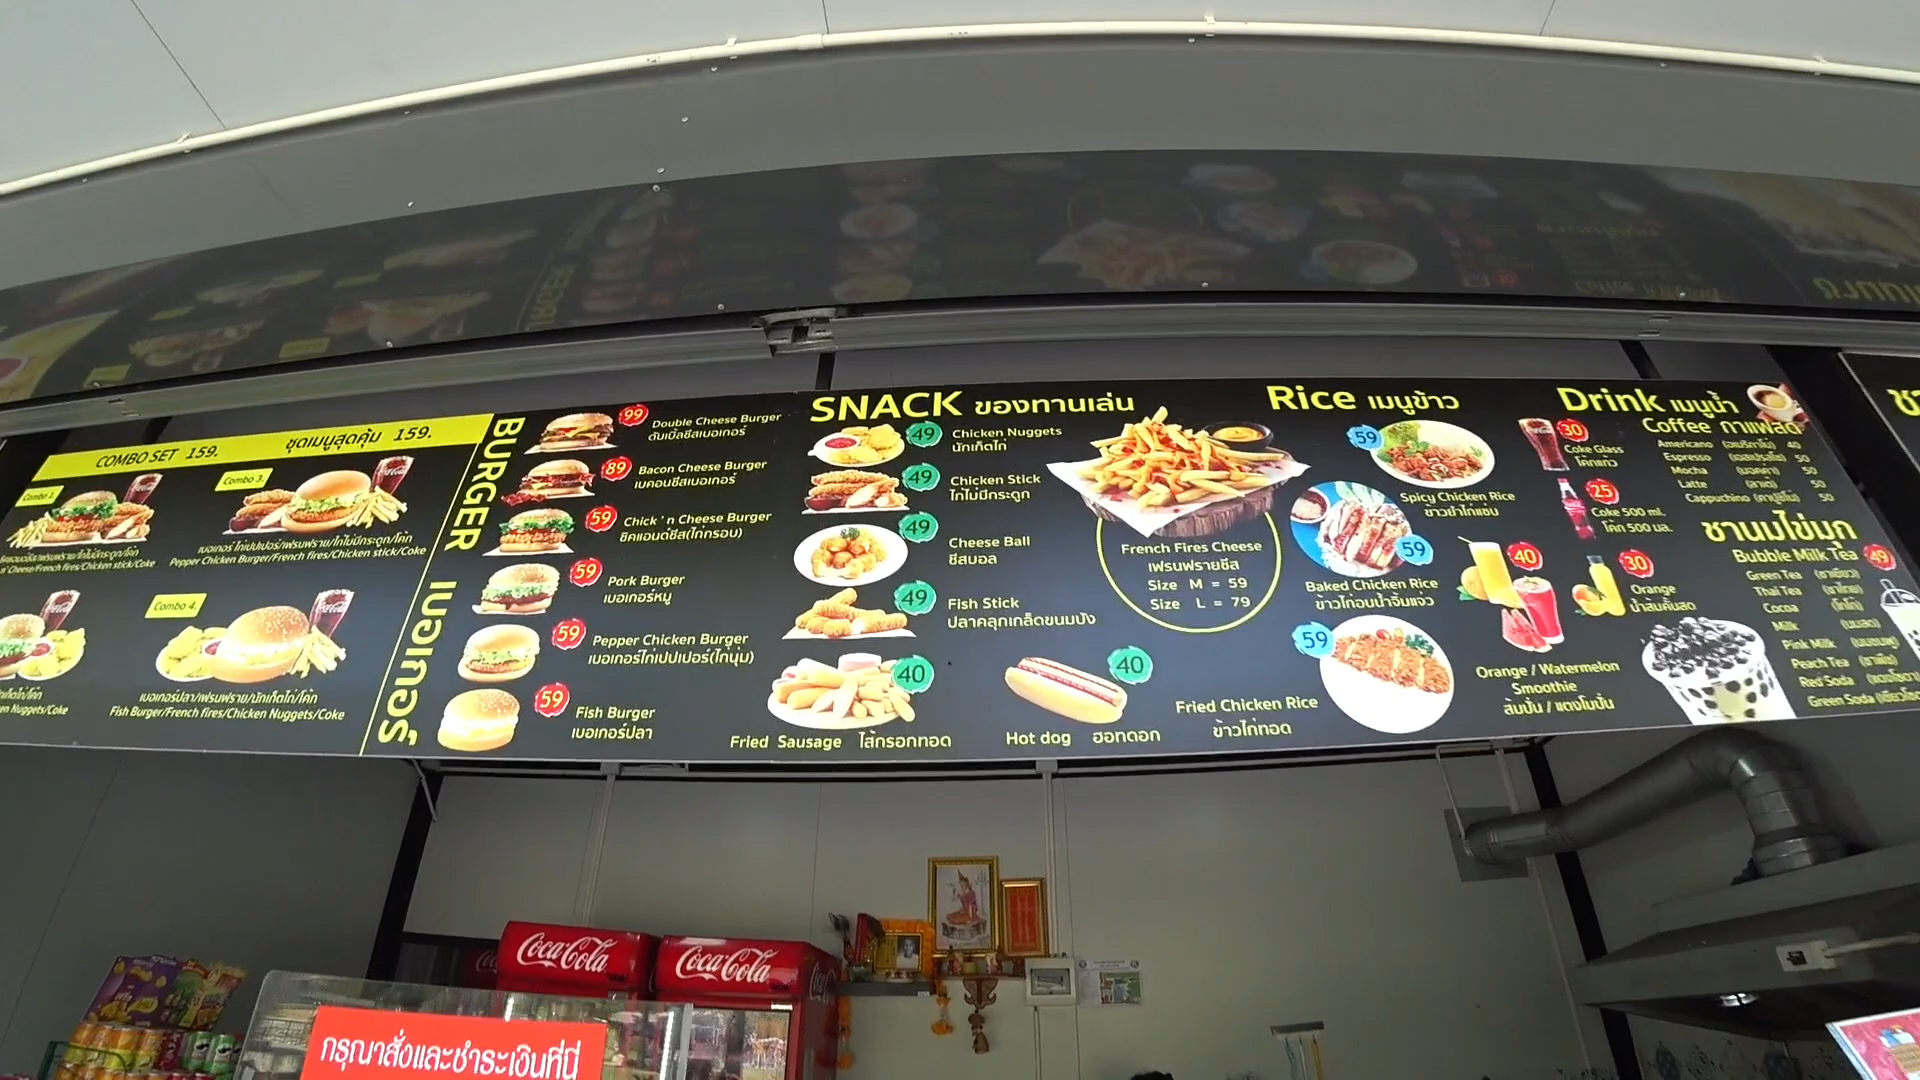 COMBO SET 159. ชุดเมนูสุดคุ้ม 159.
Combo 1.
Cheese/French fires/Chicken stick/Coke
Combo 3.
เบอเกอร์ ไก่เปปเปอร์/เฟรนฟราย/ไก่ไม่มีกระดูก/โค้ก
Pepper Chicken Burger/French fires/Chicken stick/Coke
Nuggets/Coke
Combo 4.
เบอเกอร์ปลา/เฟรนฟราย/นักเก็ตไก่/โค้ก
Fish Burger/French fires/Chicken Nuggets/Coke
BURGER เบอเกอร์
99 Double Cheese Burger
ดับเบิ้ลชีสเบอเกอร์
89 Bacon Cheese Burger
เบคอนชีสเบอเกอร์
59 Chick ' n Cheese Burger
ชิคแอนด์ชีส(ไก่กรอบ)
59 Pork Burger
เบอเกอร์หมู
59 Pepper Chicken Burger
เบอเกอร์ไก่เปปเปอร์(ไก่นุ่ม)
59 Fish Burger
เบอเกอร์ปลา
SNACK ของทานเล่น
49 Chicken Nuggets
นักเก็ตไก่
49 Chicken Stick
ไก่ไม่มีกระดูก
49 Cheese Ball
ชีสบอล
49 Fish Stick
ปลาคลุกเกล็ดขนมปัง
40
Fried Sausage ไส้กรอกทอด
40
Hot dog ฮอทดอก
French Fires Cheese
เฟรนฟรายชีส
Size M = 59
Size L = 79
Rice เมนูข้าว
59
Spicy Chicken Rice
ข้าวยำไก่แซบ
59
Baked Chicken Rice
ข้าวไก่อบน้ำจิ้มแจ่ว
59
Fried Chicken Rice
ข้าวไก่ทอด
Drink เมนูน้ำ
30
Coke Glass
โค้กแก้ว
25
Coke 500 ml.
โค้ก 500 มล.
40
Orange / Watermelon
Smoothie
ส้มปั่น / แตงโมปั่น
30
Orange
น้ำส้มคั้นสด
Coffee กาแฟสด
Americano (อเมริกาโน่) 40
Espresso (เอสเปรสโซ่) 50
Mocha (มอคค่า) 50
Latte (ลาเต้) 50
Cappuchino (คาปูชิโน่) 50
ชานมไข่มุก
Bubble Milk Tea 49
Green Tea (ชาเขียว)
Thai Tea (ชาไทย)
Cocoa (โกโก้)
Milk (นมสด)
Pink Milk (นมชมพู)
Peach Tea (ชาพีช)
Red Soda
Green Soda
Coca-Cola
Coca-Cola
กรุณาสั่งและชำระเงินที่นี่